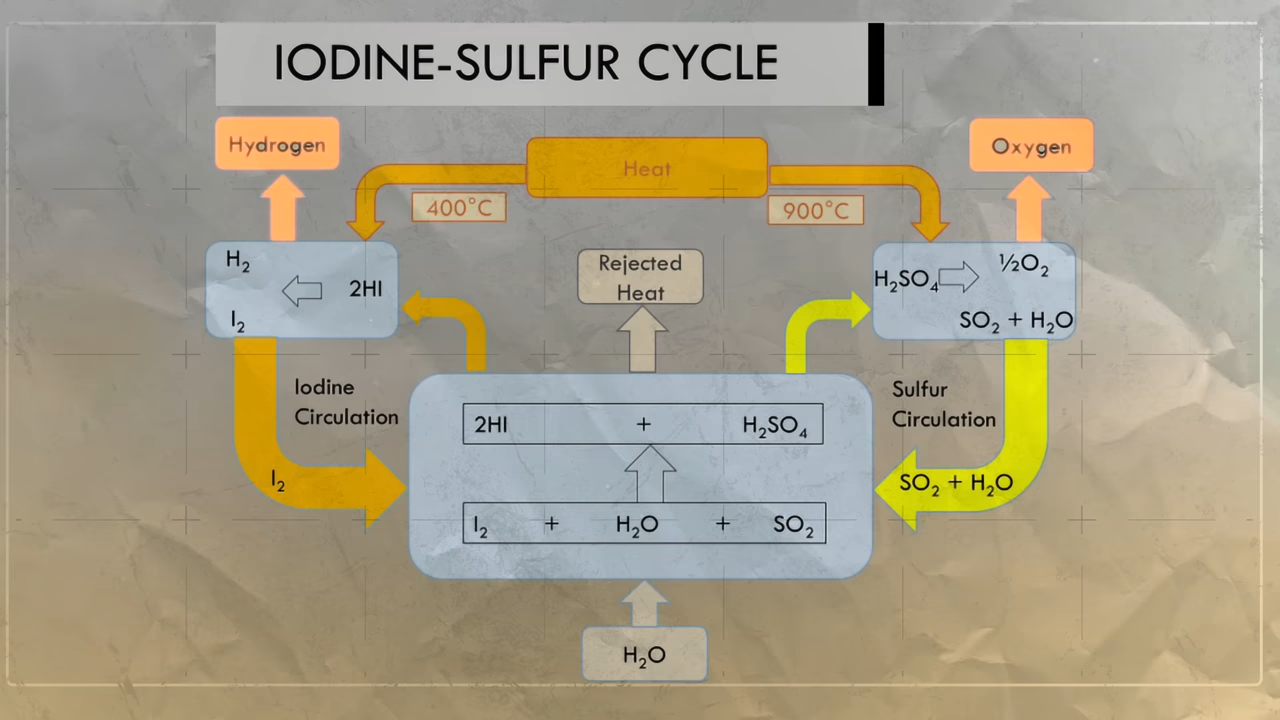 IODINE-SULFUR CYCLE
Hydrogen
Heat
Oxygen
400°C
900°C
H₂
2HI
I₂
Rejected
Heat
H₂SO₄
½O₂
SO₂ + H₂O
Iodine
Circulation
Sulfur
Circulation
2HI + H₂SO₄
I₂
SO₂ + H₂O
I₂ + H₂O + SO₂
H₂O